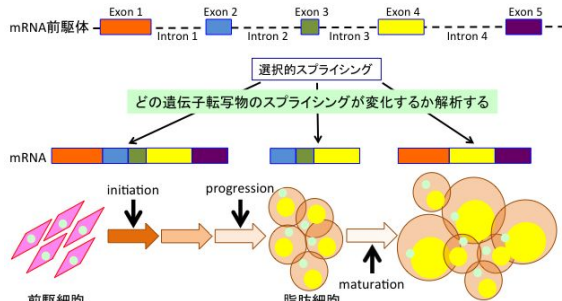 Exon 1 Exon 2 Exon 3 Exon 4 Exon 5
mRNA前駆体
Intron 1 Intron 2 Intron 3 Intron 4
選択的スプライシング
どの遺伝子転写物のスプライシングが変化するか解析する
mRNA
initiation progression
maturation
前駆細胞 脂肪細胞